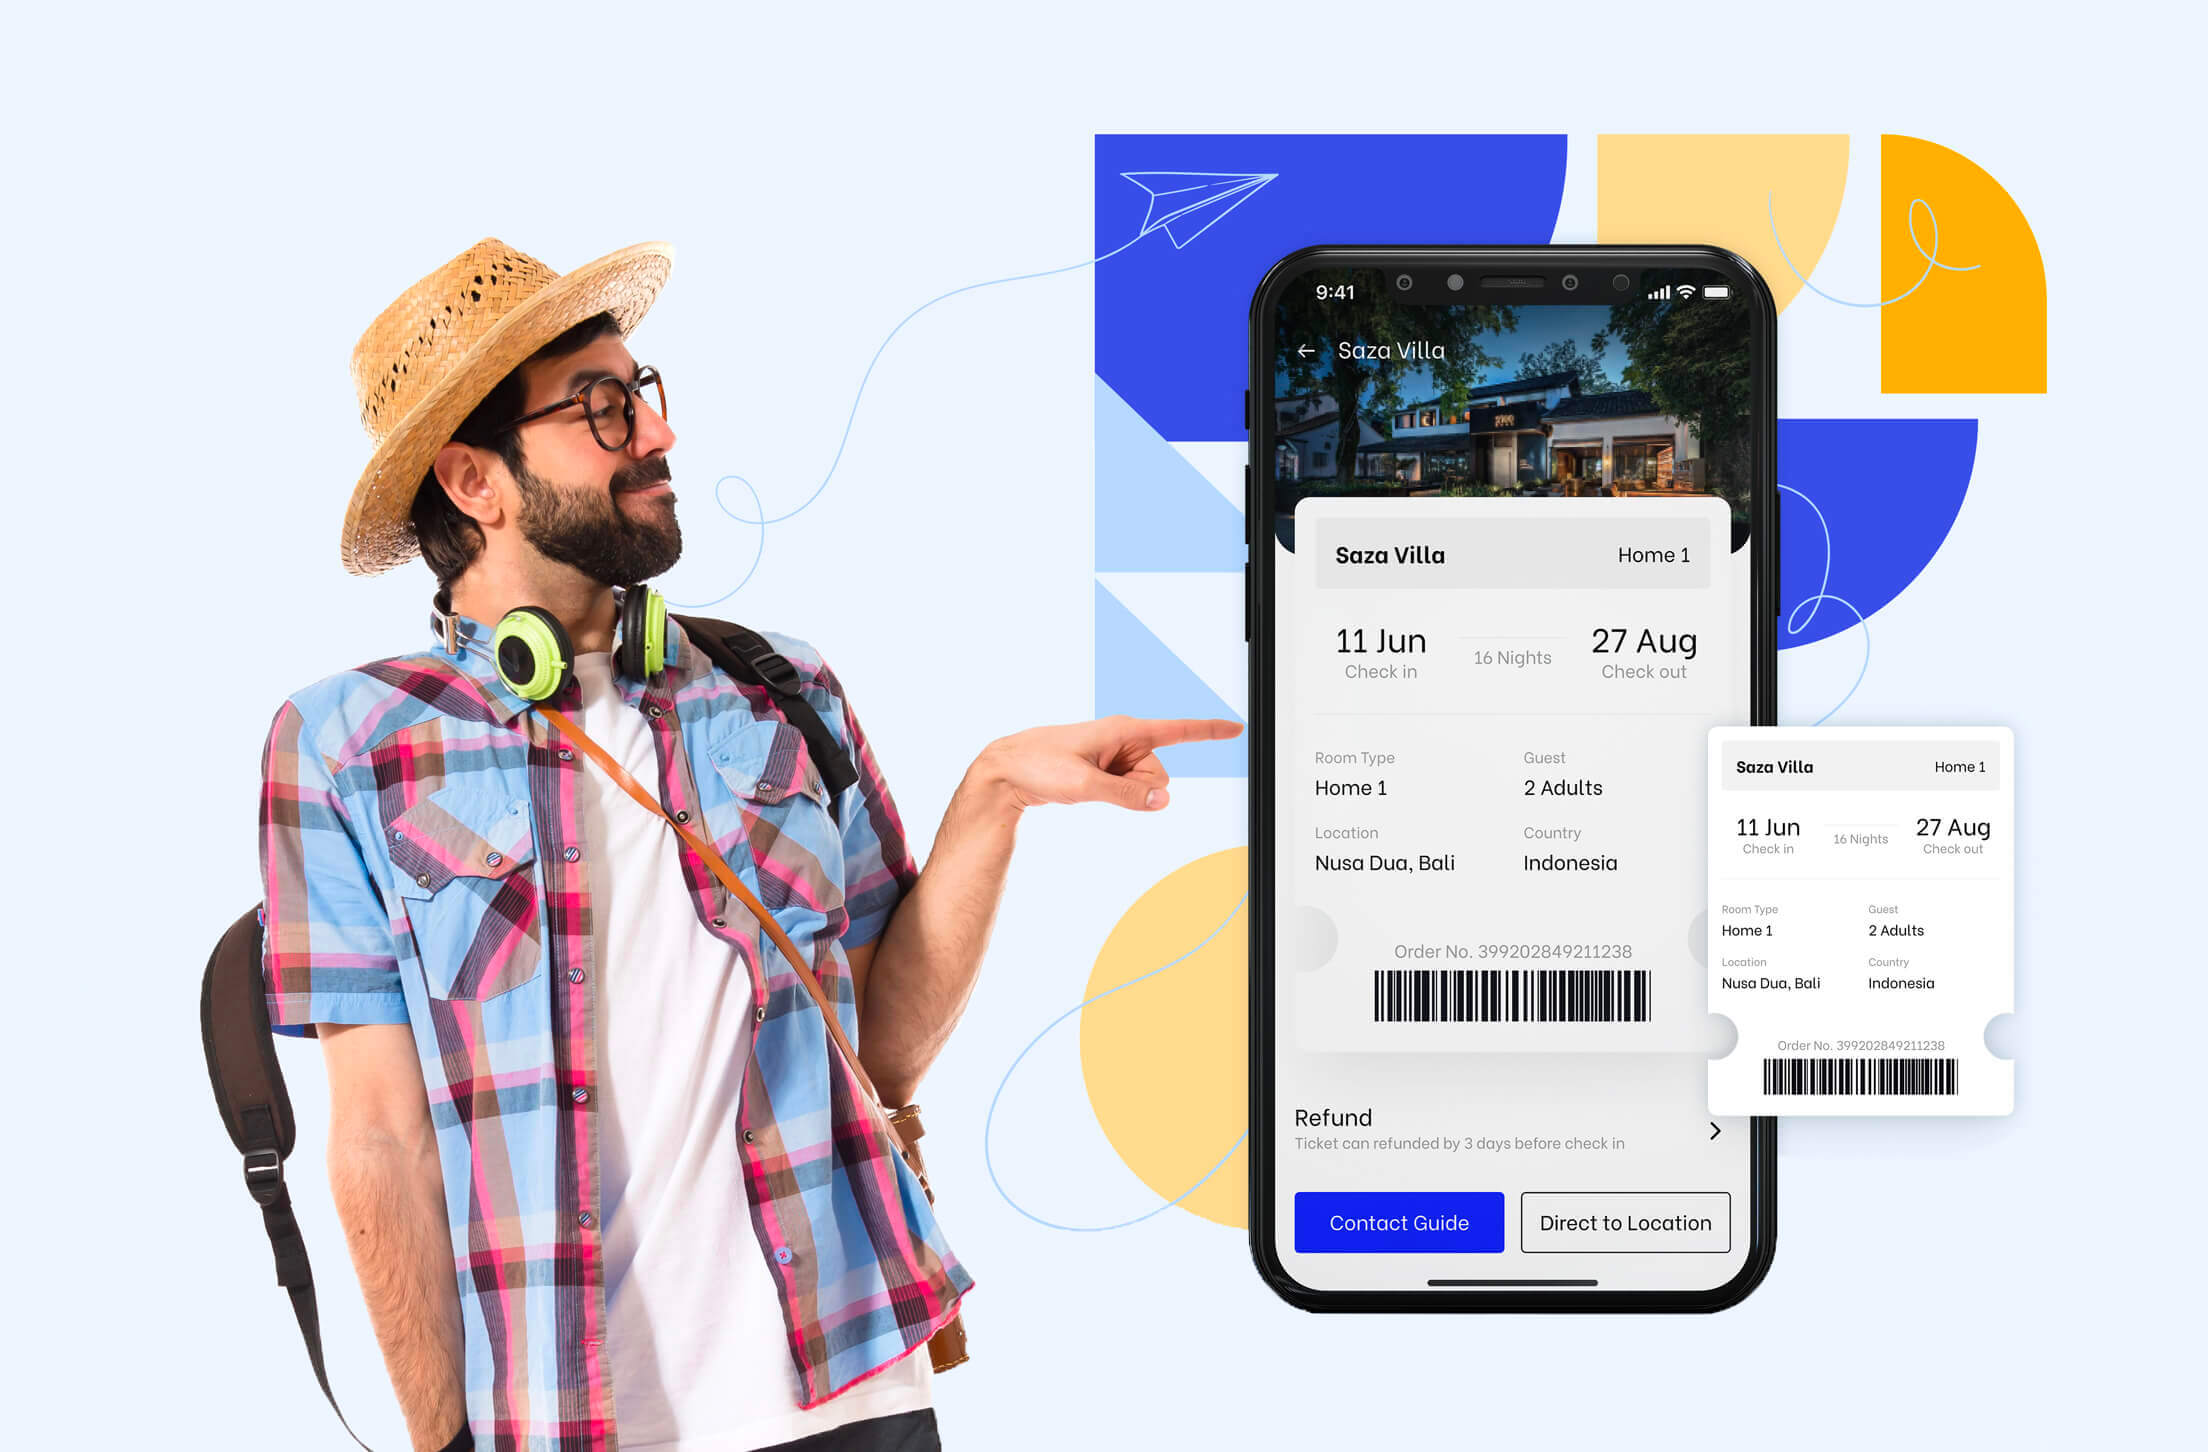 9:41
← Saza Villa
Saza Villa Home 1
11 Jun 16 Nights 27 Aug
Check in Check out
Room Type Guest
Home 1 2 Adults
Location Country
Nusa Dua, Bali Indonesia
Order No. 399202849211238
Refund
Ticket can refunded by 3 days before check in
Contact Guide Direct to Location
Saza Villa Home 1
11 Jun 16 Nights 27 Aug
Check in Check out
Room Type Guest
Home 1 2 Adults
Location Country
Nusa Dua, Bali Indonesia
Order No. 399202849211238